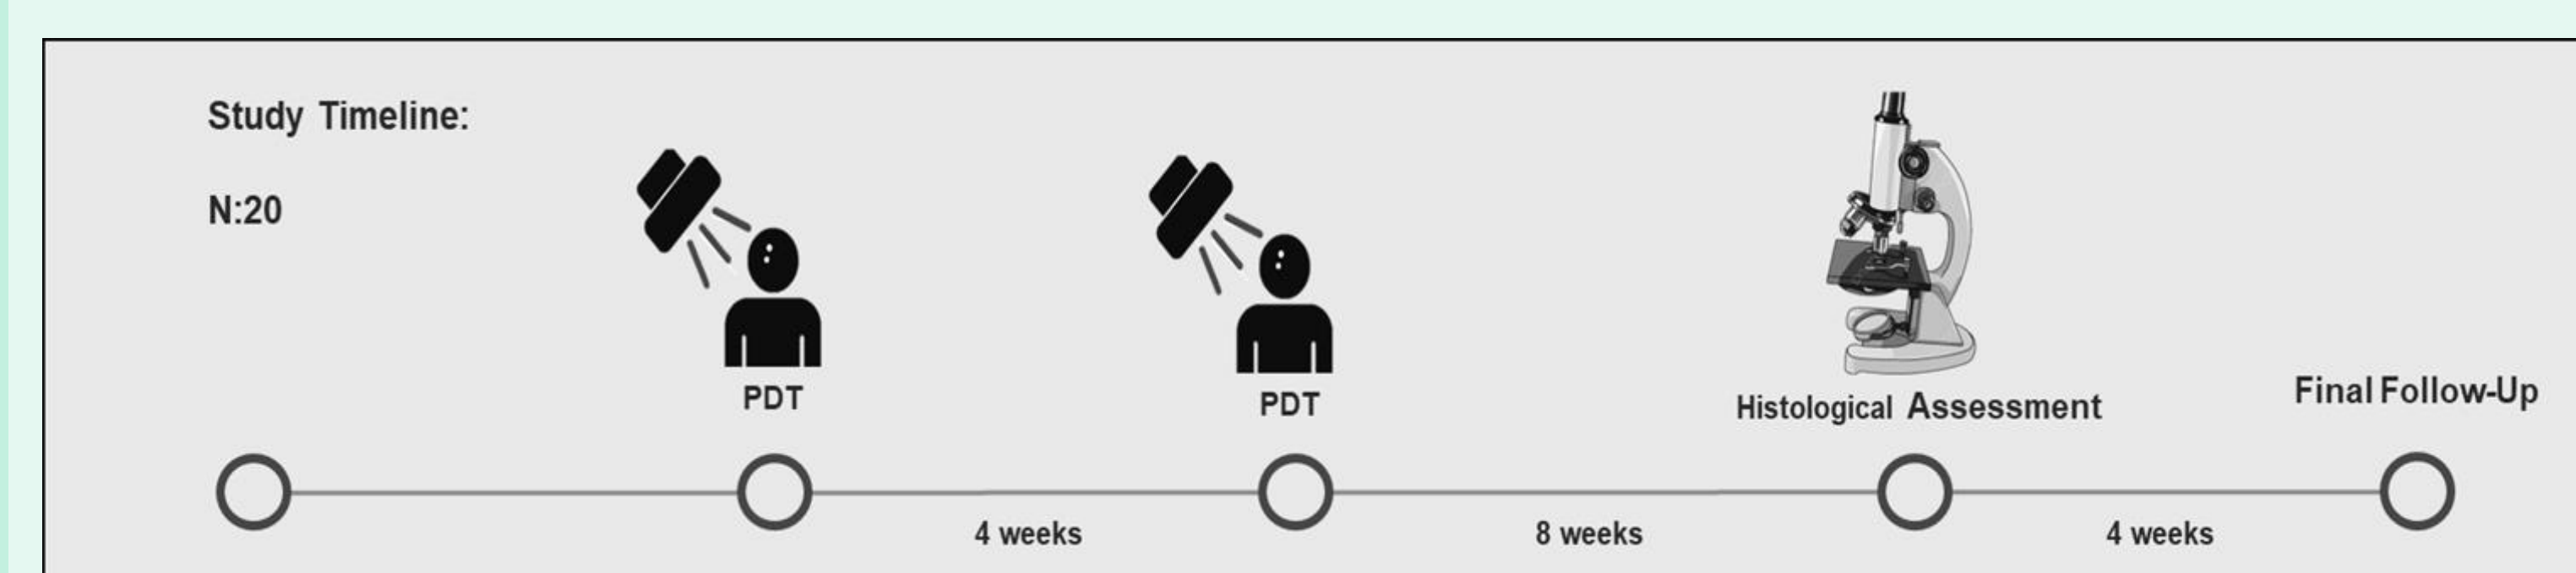 Study Timeline:
N:20
PDT
PDT
Histological Assessment
Final Follow-Up
4 weeks
8 weeks
4 weeks